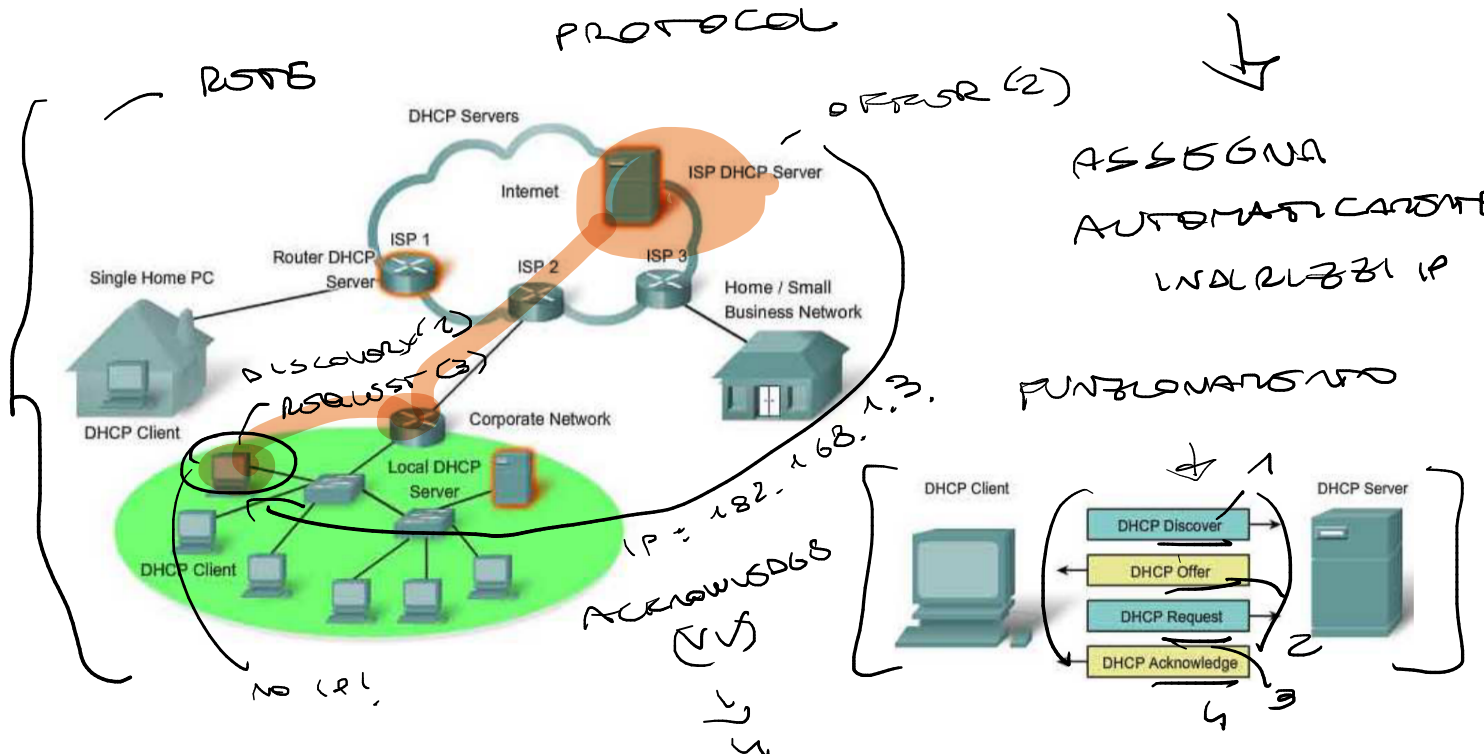 PROTOCOL
RETE
OFFER (2)
DHCP Servers
ISP DHCP Server
Internet
ASSEGNA
AUTOMATICAMENTE
INDIRIZZI IP
ISP 1
Router DHCP
Server
ISP 2
ISP 3
Single Home PC
Home / Small
Business Network
DISCOVERY (1)
REQUEST (3)
DHCP Client
Corporate Network
FUNZIONAMENTO
Local DHCP
Server
DHCP Client
IP = 192.168.1.3.
ACKNOWLEDGE
(VV)
4
NO IP!
DHCP Client
DHCP Server
1
DHCP Discover
DHCP Offer
DHCP Request
2
DHCP Acknowledge
3
4